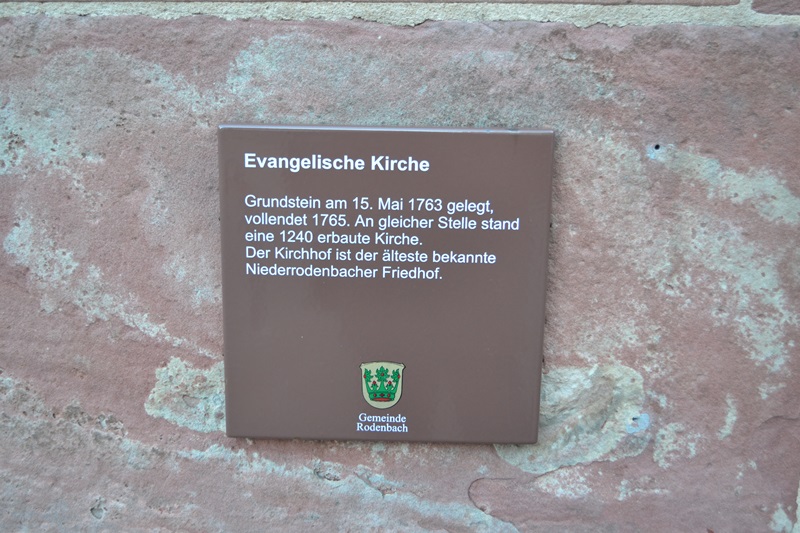 Evangelische Kirche
Grundstein am 15. Mai 1763 gelegt,
vollendet 1765. An gleicher Stelle stand
eine 1240 erbaute Kirche.
Der Kirchhof ist der älteste bekannte
Niederrodenbacher Friedhof.
Gemeinde
Rodenbach